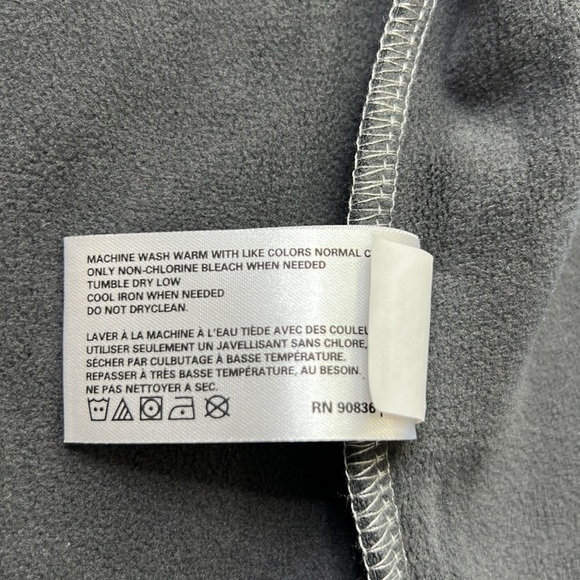 MACHINE WASH WARM WITH LIKE COLORS NORMAL C
ONLY NON-CHLORINE BLEACH WHEN NEEDED
TUMBLE DRY LOW
COOL IRON WHEN NEEDED
DO NOT DRYCLEAN.
LAVER À LA MACHINE À L'EAU TIÈDE AVEC DES COULEU
UTILISER SEULEMENT UN JAVELLISANT SANS CHLORE,
SÉCHER PAR CULBUTAGE À BASSE TEMPÉRATURE.
REPASSER À TRÈS BASSE TEMPÉRATURE, AU BESOIN.
NE PAS NETTOYER A SEC.
RN 90836